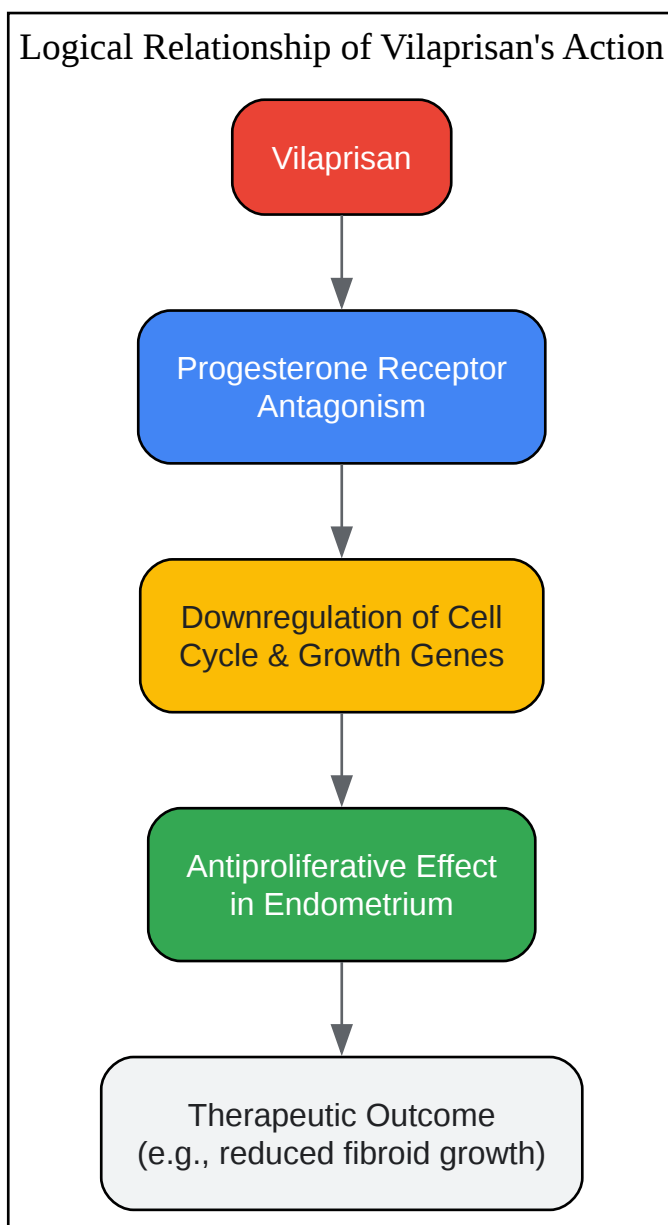 Logical Relationship of Vilaprisan's Action
Vilaprisan
Progesterone Receptor
Antagonism
Downregulation of Cell
Cycle & Growth Genes
Antiproliferative Effect
in Endometrium
Therapeutic Outcome
(e.g., reduced fibroid growth)